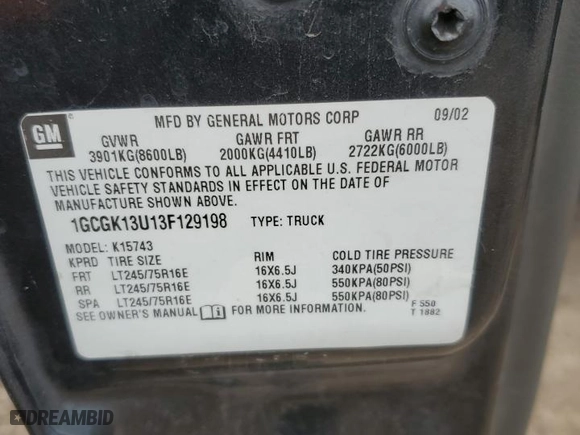 GM
MFD BY GENERAL MOTORS CORP 09/02
GVWR GAWR FRT GAWR RR
3901KG(8600LB) 2000KG(4410LB) 2722KG(6000LB)
THIS VEHICLE CONFORMS TO ALL APPLICABLE U.S. FEDERAL MOTOR
VEHICLE SAFETY STANDARDS IN EFFECT ON THE DATE OF
MANUFACTURE SHOWN ABOVE.
1GCGK13U13F129198 TYPE: TRUCK
MODEL: K15743
KPRD TIRE SIZE RIM COLD TIRE PRESSURE
FRT LT245/75R16E 16X6.5J 340KPA(50PSI)
RR LT245/75R16E 16X6.5J 550KPA(80PSI)
SPA LT245/75R16E 16X6.5J 550KPA(80PSI)
SEE OWNER'S MANUAL FOR MORE INFORMATION. F 550
T 1882
DREAMBID